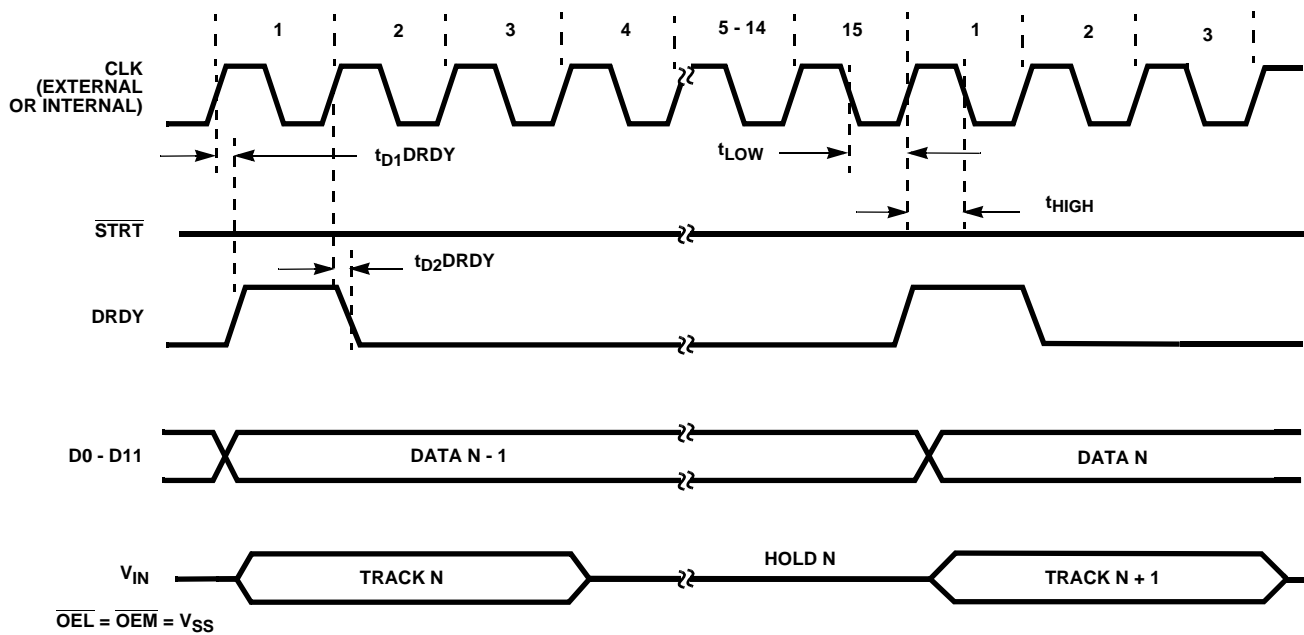 1 2 3 4 5 - 14 15 1 2 3
CLK
(EXTERNAL
OR INTERNAL)
tD1DRDY
tLOW
tHIGH
STRT
tD2DRDY
DRDY
D0 - D11
DATA N - 1
DATA N
HOLD N
VIN
TRACK N
TRACK N + 1
OEL = OEM = VSS